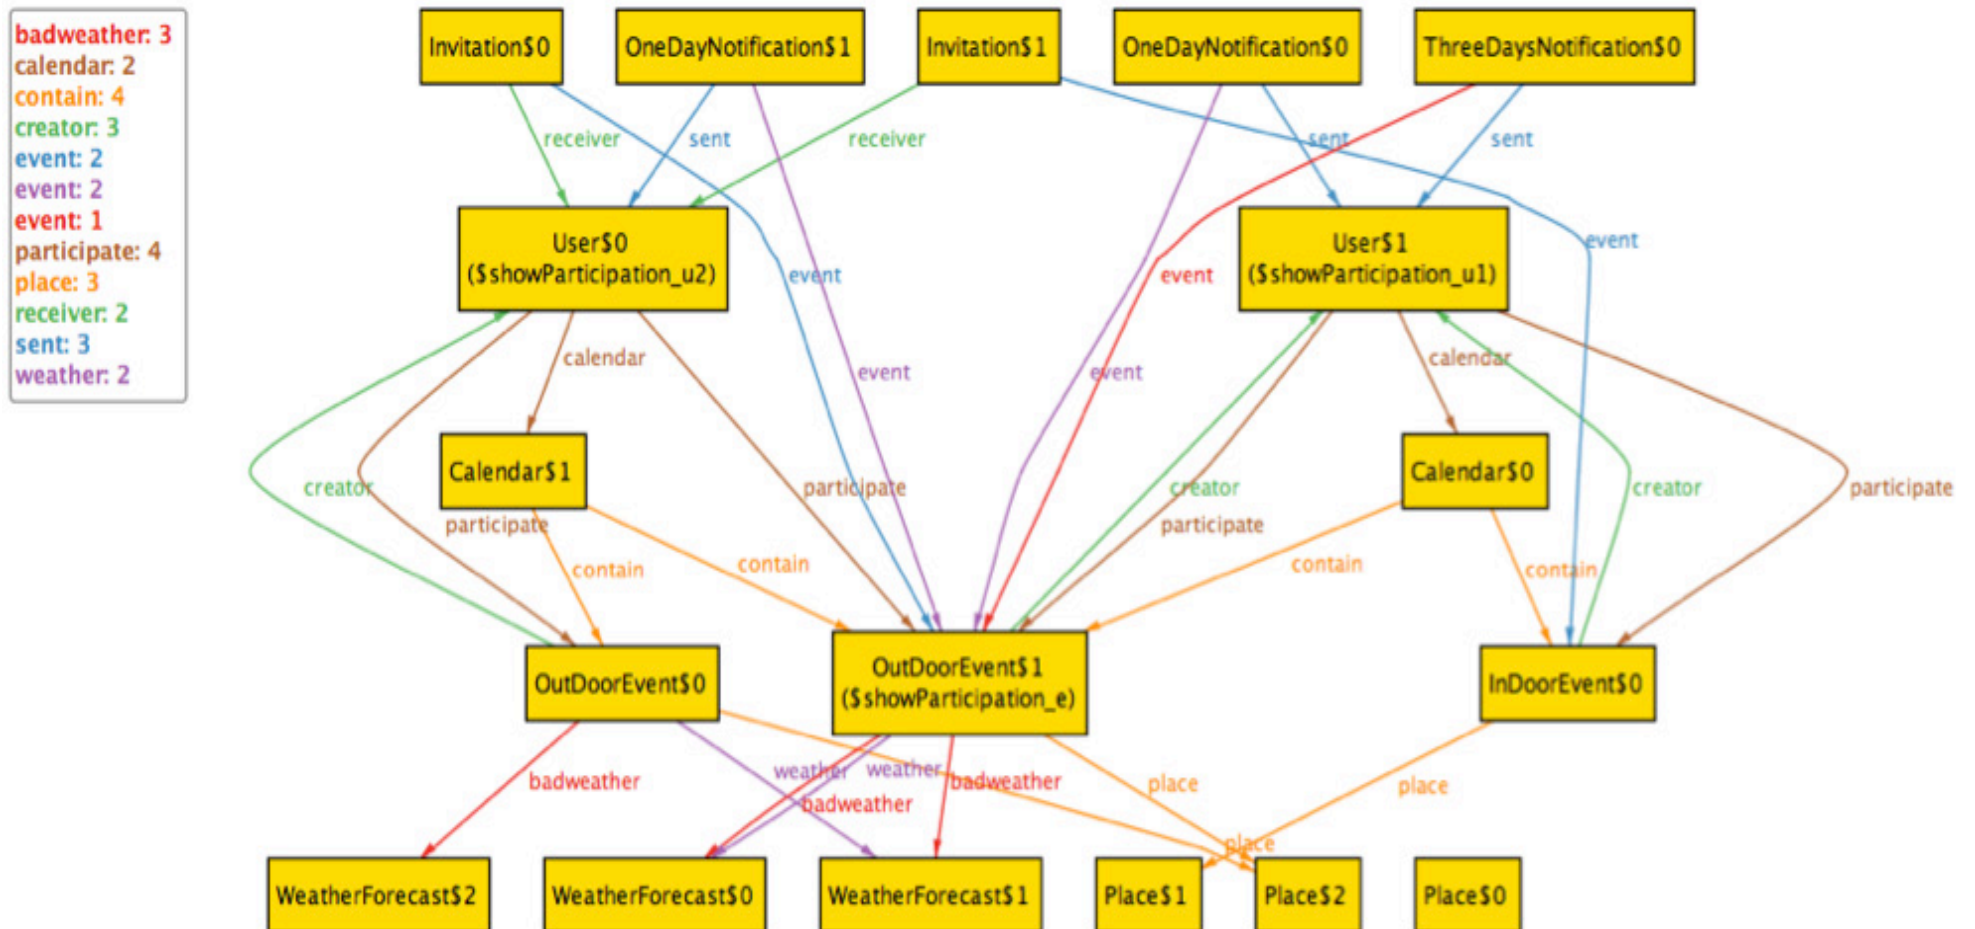 badweather: 3
calendar: 2
contain: 4
creator: 3
event: 2
event: 2
event: 1
participate: 4
place: 3
receiver: 2
sent: 3
weather: 2
Invitation$0
OneDayNotification$1
Invitation$1
OneDayNotification$0
ThreeDaysNotification$0
receiver
sent
receiver
sent
sent
User$0
($showParticipation_u2)
User$1
($showParticipation_u1)
event
event
event
calendar
event
event
calendar
Calendar$1
Calendar$0
creator
participate
creator
creator
participate
participate
participate
contain
contain
contain
contain
OutDoorEvent$0
OutDoorEvent$1
($showParticipation_e)
InDoorEvent$0
badweather
weather
weather
badweather
badweather
place
place
place
WeatherForecast$2
WeatherForecast$0
WeatherForecast$1
Place$1
Place$2
Place$0